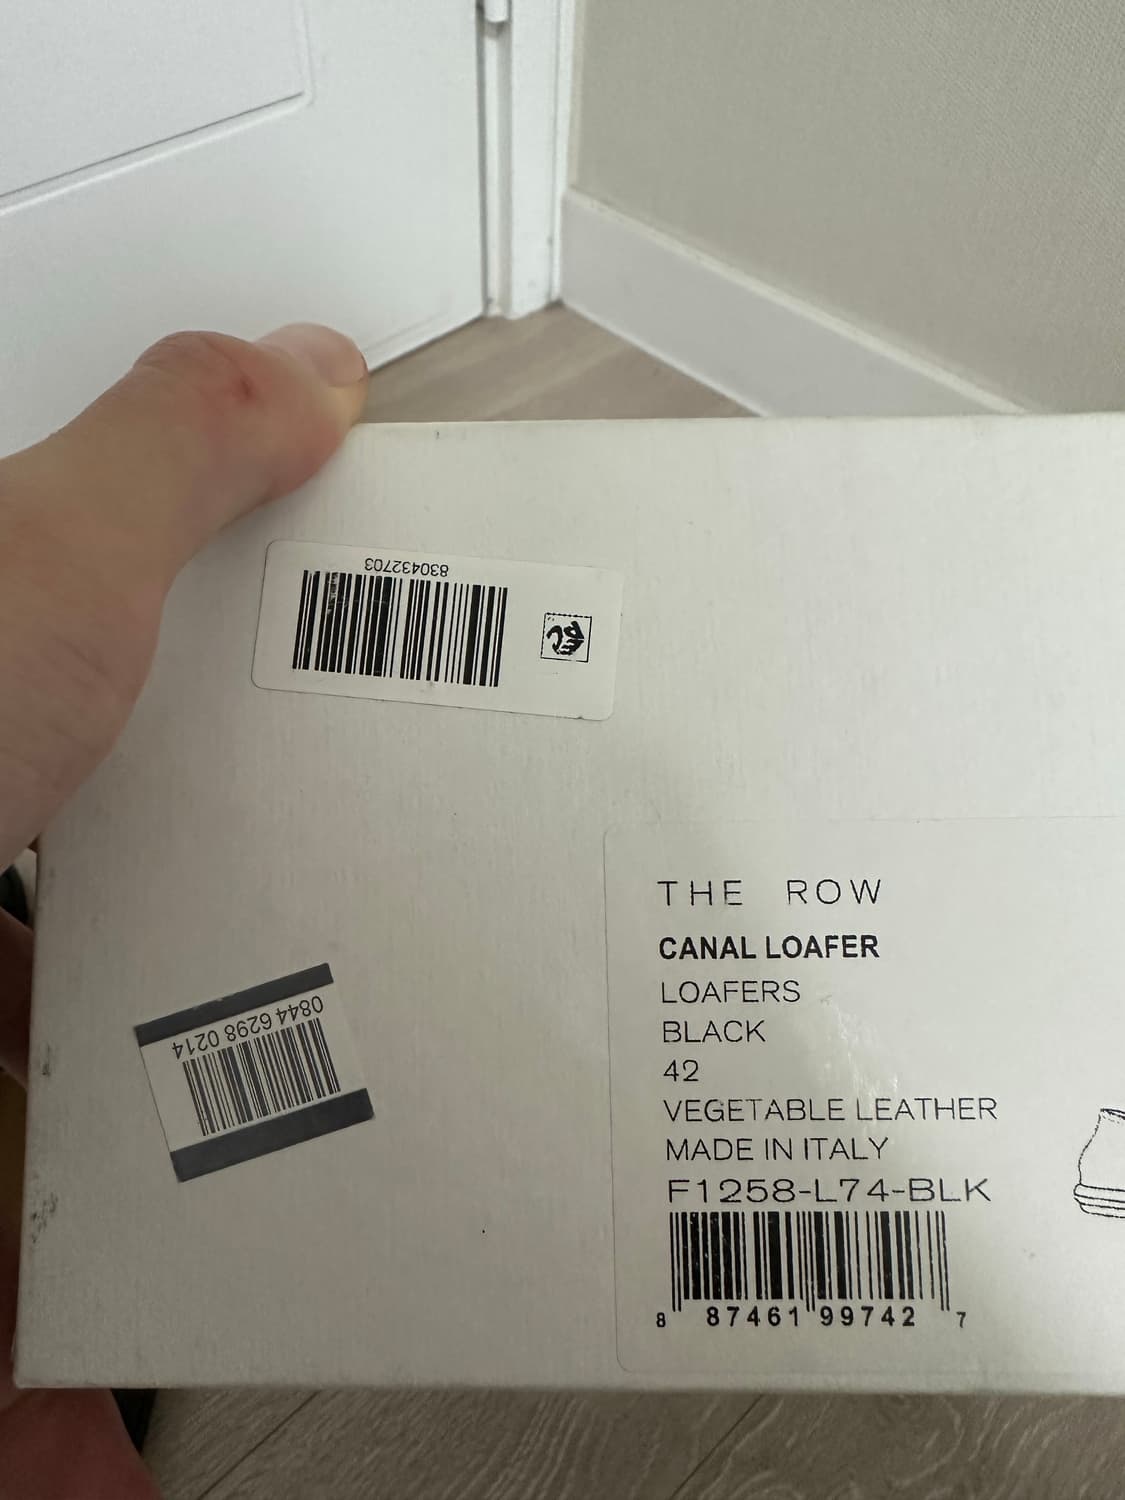 830432703
THE ROW
CANAL LOAFER
LOAFERS
BLACK
42
VEGETABLE LEATHER
MADE IN ITALY
F1258-L74-BLK
8 87461 99742 7
0844 6298 0214